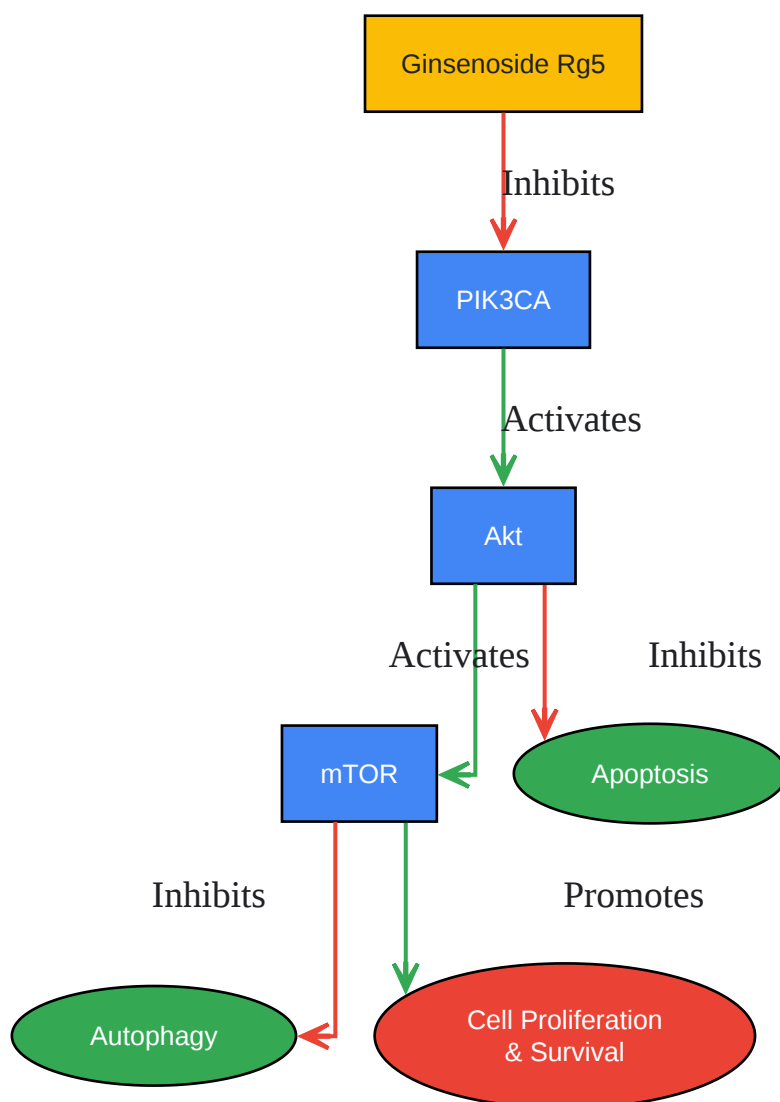 Ginsenoside Rg5
Inhibits
PIK3CA
Activates
Akt
Activates
Inhibits
mTOR
Apoptosis
Inhibits
Promotes
Autophagy
Cell Proliferation
& Survival